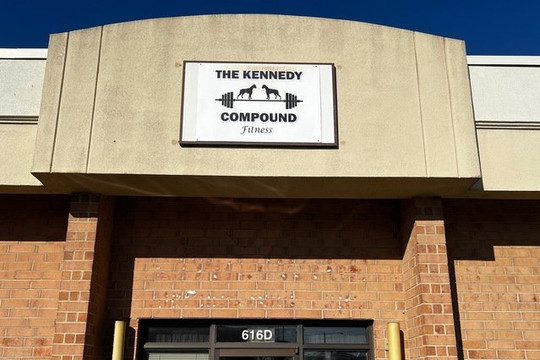 THE KENNEDY
COMPOUND
Fitness
616D